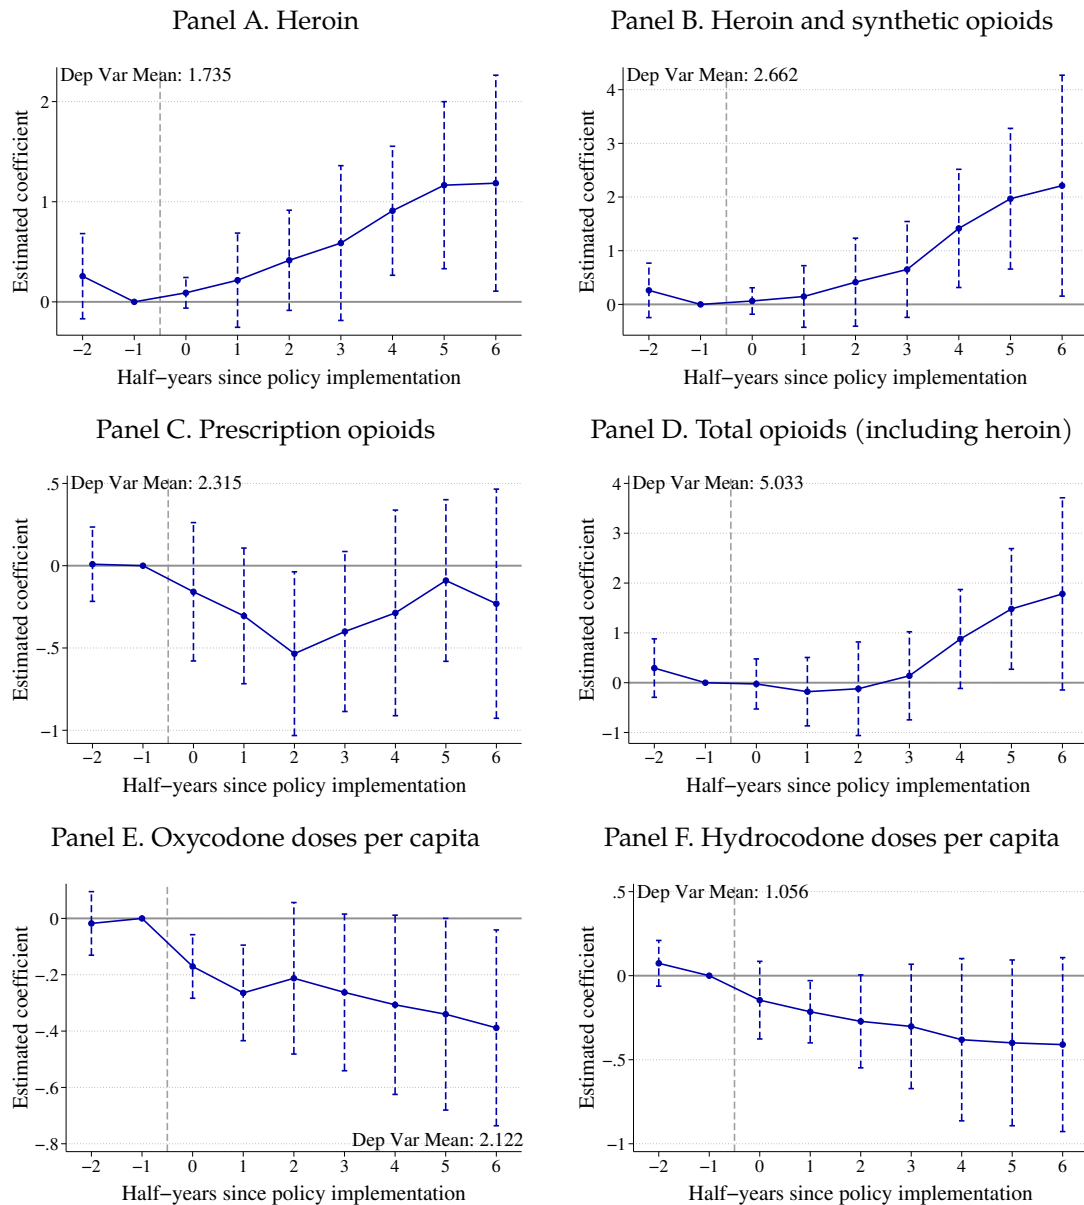 Panel A. Heroin
Dep Var Mean: 1.735
Estimated coefficient
2
1
0
−2 −1 0 1 2 3 4 5 6
Half−years since policy implementation
Panel B. Heroin and synthetic opioids
Dep Var Mean: 2.662
Estimated coefficient
4
3
2
1
0
−2 −1 0 1 2 3 4 5 6
Half−years since policy implementation
Panel C. Prescription opioids
Dep Var Mean: 2.315
Estimated coefficient
.5
0
−.5
−1
−2 −1 0 1 2 3 4 5 6
Half−years since policy implementation
Panel D. Total opioids (including heroin)
Dep Var Mean: 5.033
Estimated coefficient
4
3
2
1
0
−1
−2 −1 0 1 2 3 4 5 6
Half−years since policy implementation
Panel E. Oxycodone doses per capita
Estimated coefficient
0
−.2
−.4
−.6
−.8
Dep Var Mean: 2.122
−2 −1 0 1 2 3 4 5 6
Half−years since policy implementation
Panel F. Hydrocodone doses per capita
Dep Var Mean: 1.056
Estimated coefficient
.5
0
−.5
−1
−2 −1 0 1 2 3 4 5 6
Half−years since policy implementation